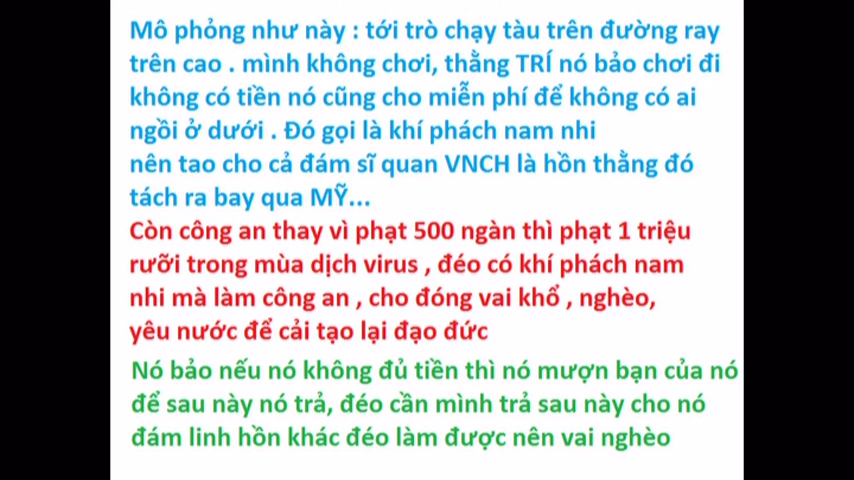 Mô phỏng như này : tới trò chạy tàu trên đường ray
trên cao . mình không chơi, thằng TRÍ nó bảo chơi đi
không có tiền nó cũng cho miễn phí để không có ai
ngồi ở dưới . Đó gọi là khí phách nam nhi
nên tao cho cả đám sĩ quan VNCH là hồn thằng đó
tách ra bay qua MỸ...
Còn công an thay vì phạt 500 ngàn thì phạt 1 triệu
rưỡi trong mùa dịch virus , đéo có khí phách nam
nhi mà làm công an , cho đóng vai khổ , nghèo,
yêu nước để cải tạo lại đạo đức
Nó bảo nếu nó không đủ tiền thì nó mượn bạn của nó
để sau này nó trả, đéo cần mình trả sau này cho nó
đám linh hồn khác đéo làm được nên vai nghèo